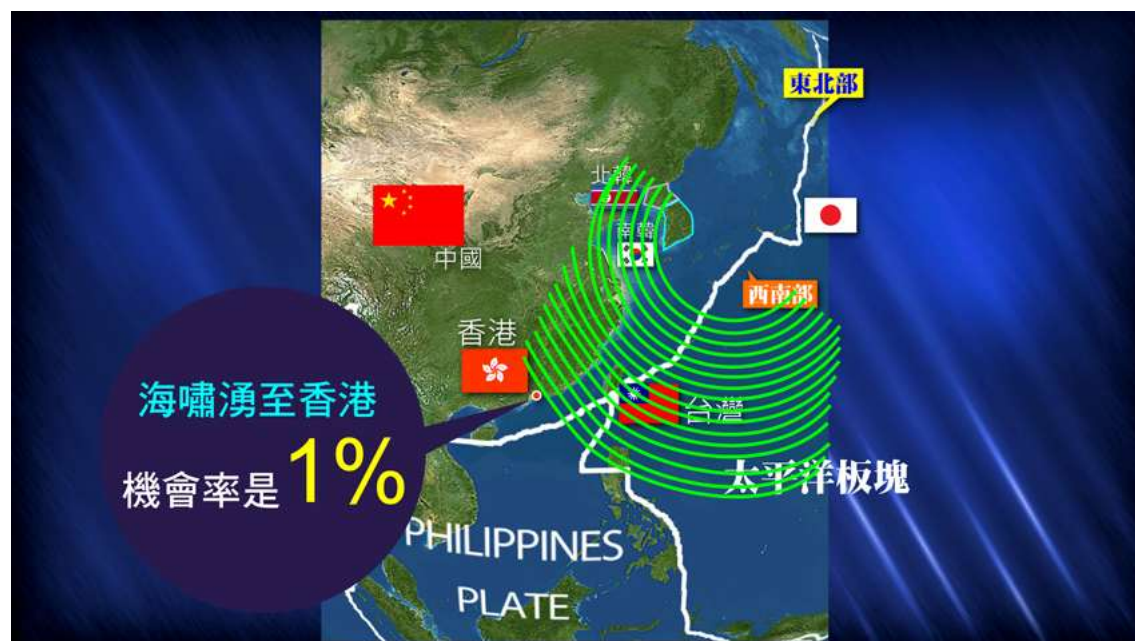 東北部
北韓
南韓
中國
西南部
香港
海嘯湧至香港
機會率是1%
台灣
太平洋板塊
PHILIPPINES
PLATE